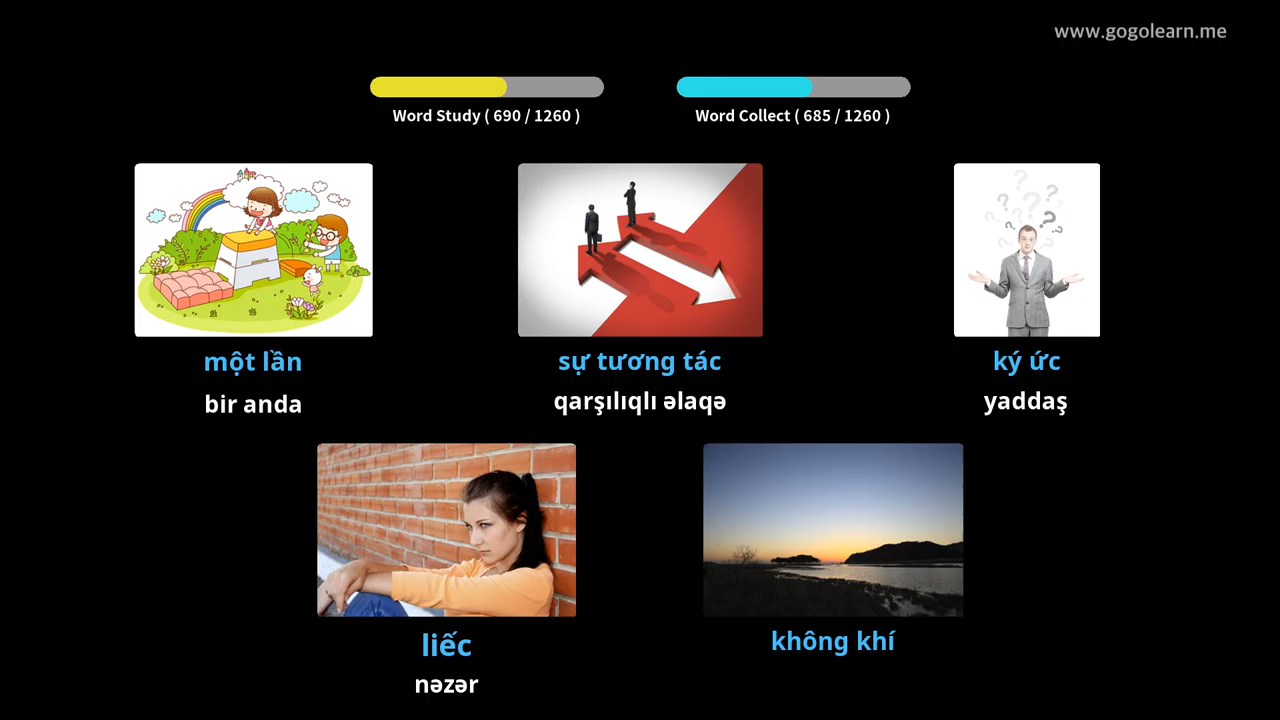 www.gogolearn.me
Word Study ( 690 / 1260 )
Word Collect ( 685 / 1260 )
một lần
bir anda
sự tương tác
qarşılıqlı əlaqə
ký ức
yaddaş
liếc
nəzər
không khí